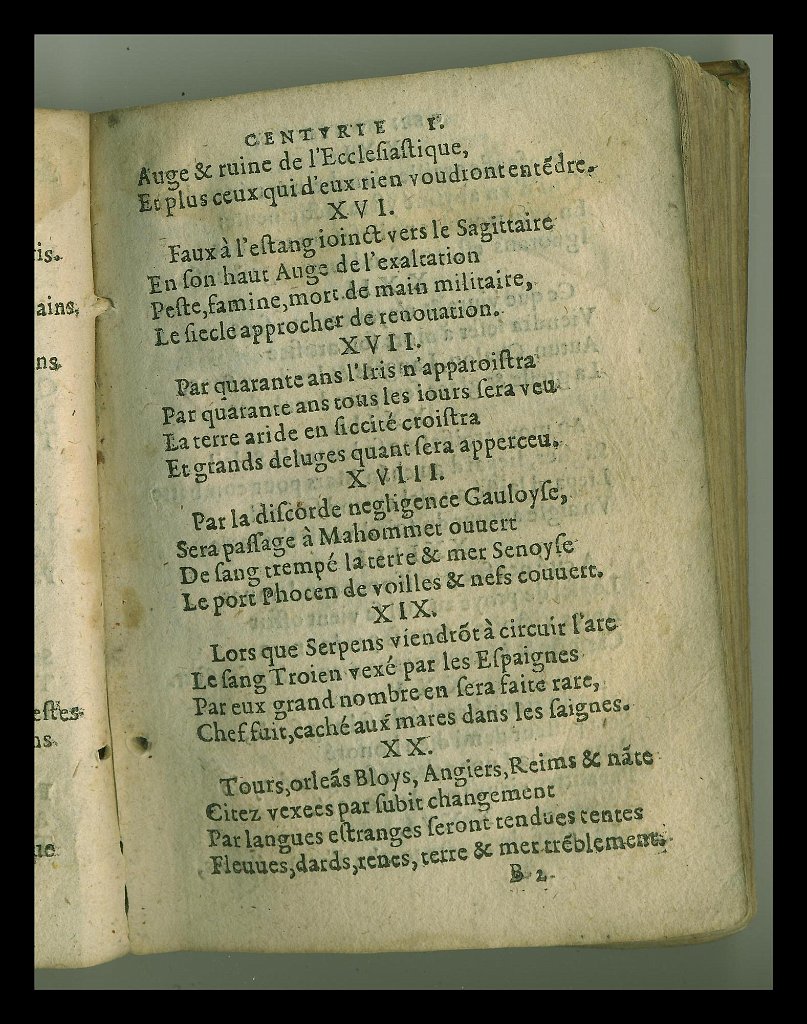 CENTVRIE I.
Auge & ruine de l'Eccleſiaſtique,
Et plus ceux qui d'eux rien voudront entẽdre.
XVI.
Faux à l'eſtang ioinct vers le Sagittaire
En ſon haut Auge de l'exaltation
Peſte, famine, mort de main militaire,
Le ſiecle approcher de renouation.
XVII.
Par quarante ans l'Iris n'apparoiſtra
Par quarante ans tous les iours ſera veu
La terre aride en ſiccité croiſtra
Et grands deluges quant ſera apperceu.
XVIII.
Par la diſcorde negligence Gauloyſe,
Sera paſſage à Mahommet ouuert
De ſang trempé la terre & mer Senoyſe
Le port Phocen de voilles & nefs couuert.
XIX.
Lors que Serpens viendrõt à circuir l'are
Le ſang Troien vexé par les Eſpaignes
Par eux grand nombre en ſera faite rare,
Chef fuit, caché aux mares dans les ſaignes.
XX.
Tours, orleãs Bloys, Angiers, Reims & nãte
Citez vexees par ſubit changement
Par langues eſtranges ſeront tendues tentes
Fleuues, dards, renes, terre & mer trẽblement.
B 2
ris.
ains,
ns
eſtes
ns.
ue